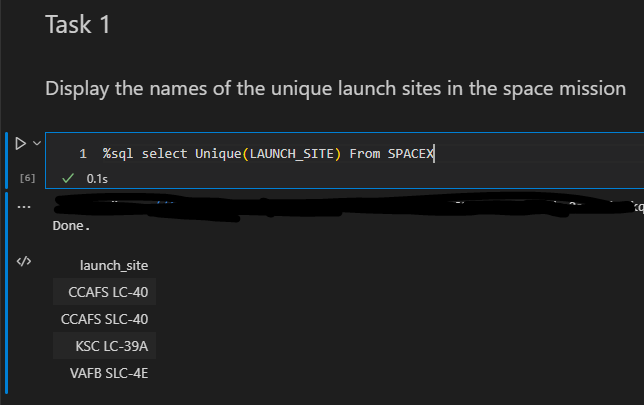 Task 1
Display the names of the unique launch sites in the space mission
1 %sql select Unique(LAUNCH_SITE) From SPACEX
[6] 0.1s
Done.
launch_site
CCAFS LC-40
CCAFS SLC-40
KSC LC-39A
VAFB SLC-4E